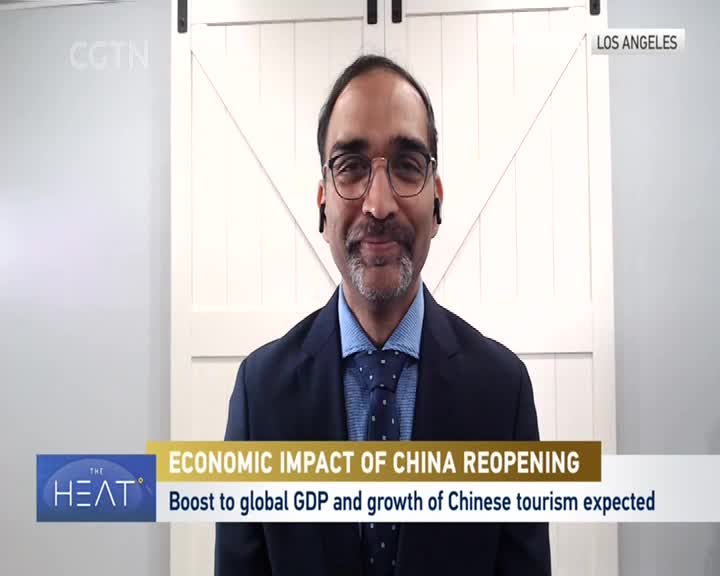 CGTN
LOS ANGELES
ECONOMIC IMPACT OF CHINA REOPENING
THE
HEAT
Boost to global GDP and growth of Chinese tourism expected